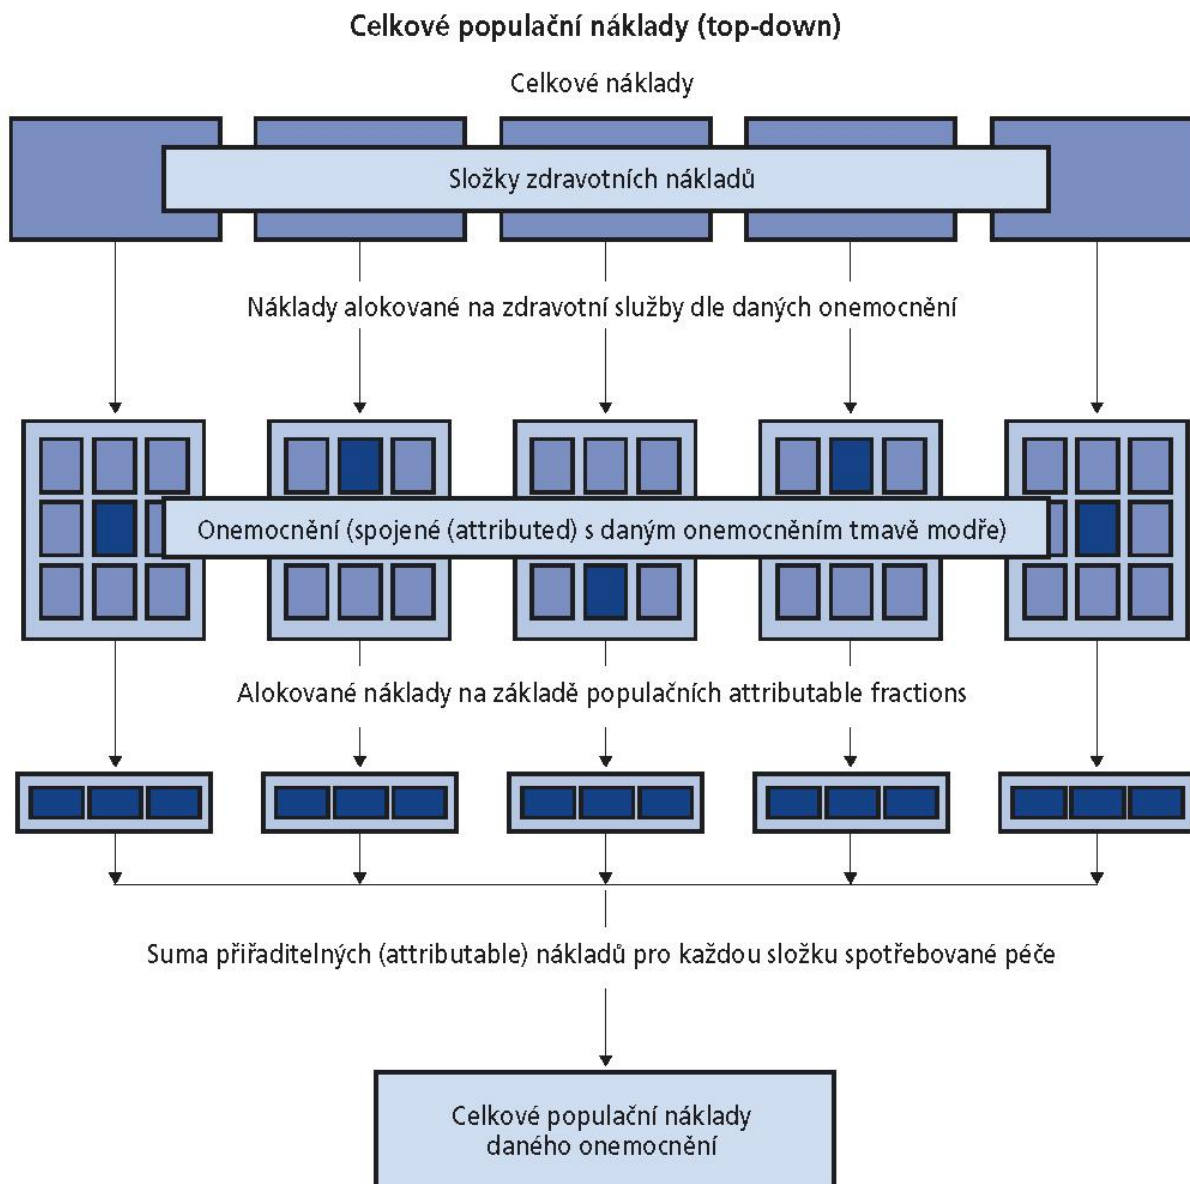 Celkové populační náklady (top-down)
Celkové náklady
Složky zdravotních nákladů
Náklady alokované na zdravotní služby dle daných onemocnění
Onemocnění (spojené (attributed) s daným onemocněním tmavě modře)
Alokované náklady na základě populačních attributable fractions
Suma přiřaditelných (attributable) nákladů pro každou složku spotřebované péče
Celkové populační náklady
daného onemocnění